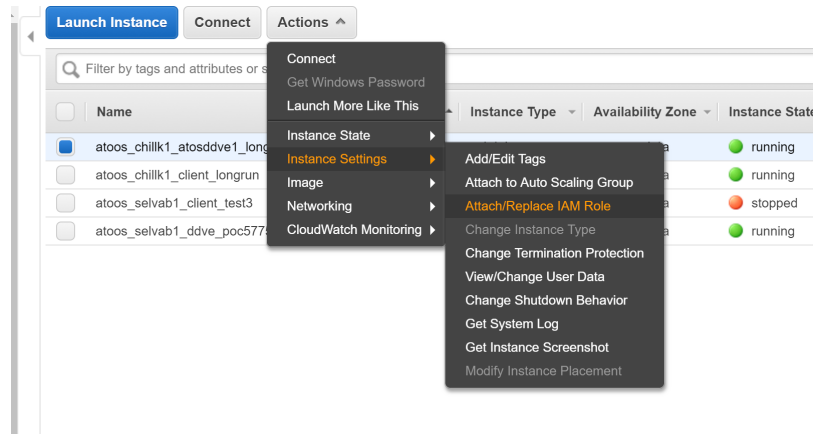 Launch Instance Connect Actions
Filter by tags and attributes or s
Name Instance Type Availability Zone Instance State
atoos_chillk1_atosddve1_long running
atoos_chillk1_client_longrun running
atoos_selvab1_client_test3 stopped
atoos_selvab1_ddve_poc5775 running
Connect
Get Windows Password
Launch More Like This
Instance State
Instance Settings
Image
Networking
CloudWatch Monitoring
Add/Edit Tags
Attach to Auto Scaling Group
Attach/Replace IAM Role
Change Instance Type
Change Termination Protection
View/Change User Data
Change Shutdown Behavior
Get System Log
Get Instance Screenshot
Modify Instance Placement